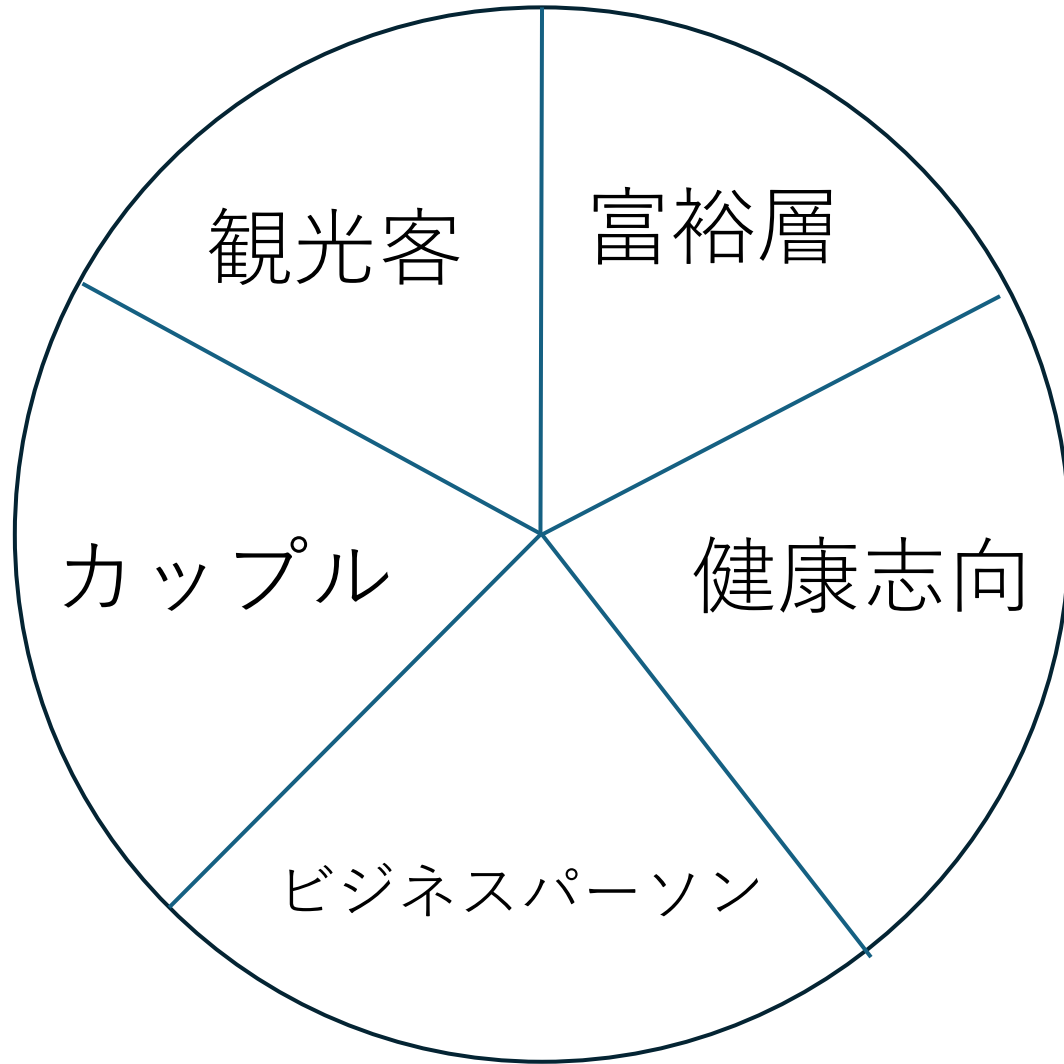 観光客
富裕層
カップル
健康志向
ビジネスパーソン